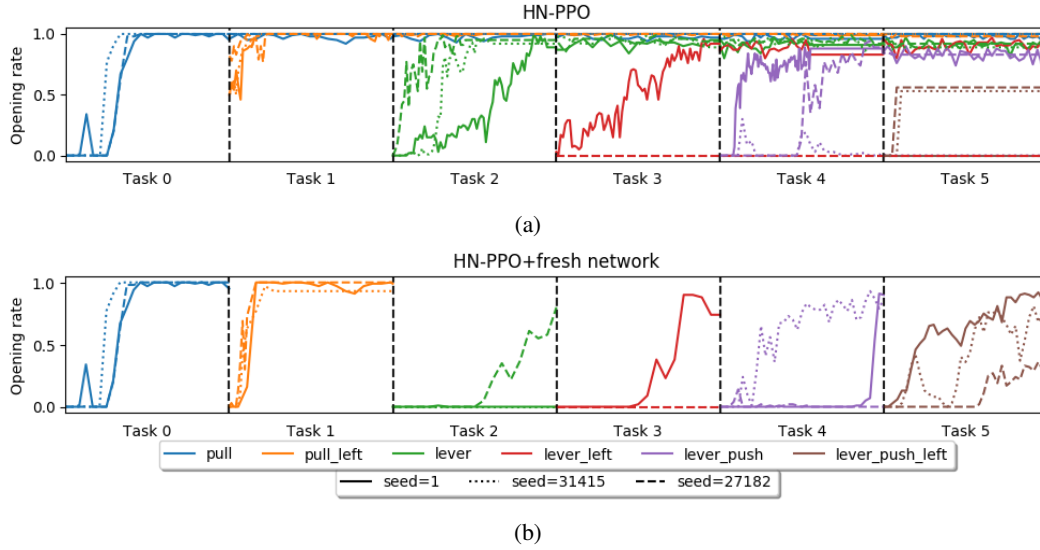 HN-PPO
1.0
0.5
0.0
Opening rate
Task 0 Task 1 Task 2 Task 3 Task 4 Task 5
(a)
HN-PPO+fresh network
1.0
0.5
0.0
Opening rate
Task 0 Task 1 Task 2 Task 3 Task 4 Task 5
pull pull_left lever lever_left lever_push lever_push_left
seed=1 seed=31415 seed=27182
(b)